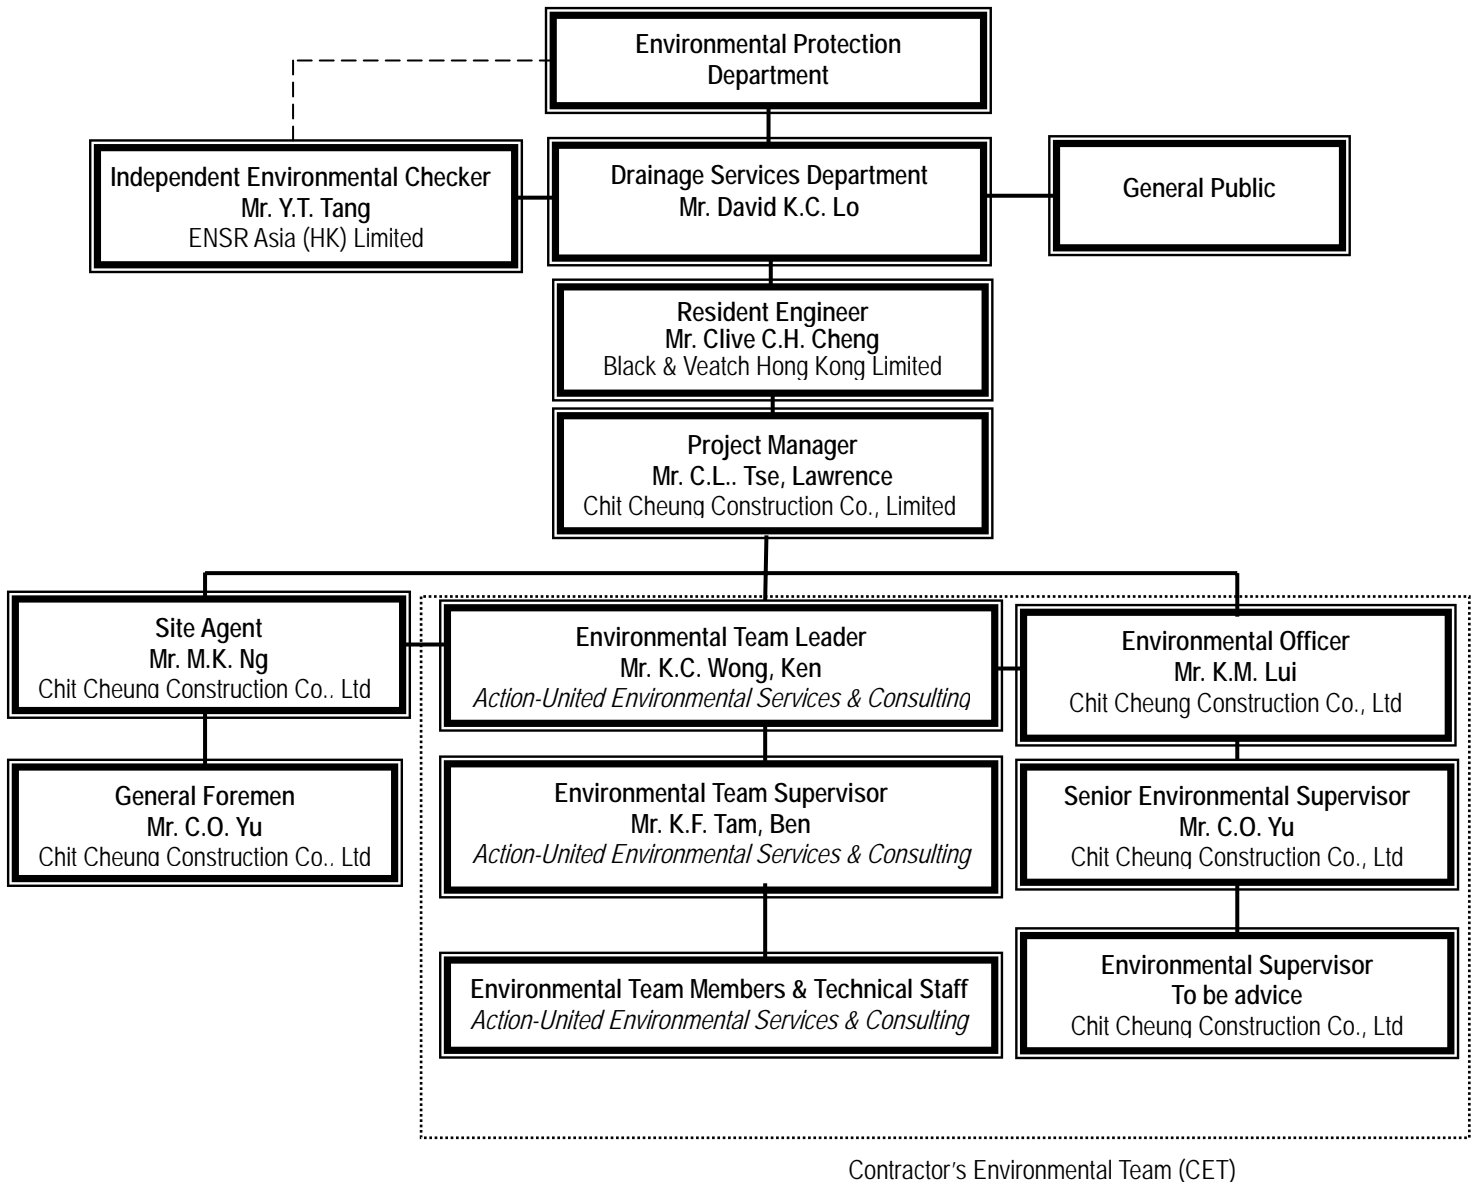 Environmental Protection
Department
Independent Environmental Checker
Mr. Y.T. Tang
ENSR Asia (HK) Limited
Drainage Services Department
Mr. David K.C. Lo
General Public
Resident Engineer
Mr. Clive C.H. Cheng
Black & Veatch Hong Kong Limited
Project Manager
Mr. C.L.. Tse, Lawrence
Chit Cheung Construction Co., Limited
Site Agent
Mr. M.K. Ng
Chit Cheung Construction Co., Ltd
Environmental Team Leader
Mr. K.C. Wong, Ken
Action-United Environmental Services & Consulting
Environmental Officer
Mr. K.M. Lui
Chit Cheung Construction Co., Ltd
General Foremen
Mr. C.O. Yu
Chit Cheung Construction Co., Ltd
Environmental Team Supervisor
Mr. K.F. Tam, Ben
Action-United Environmental Services & Consulting
Senior Environmental Supervisor
Mr. C.O. Yu
Chit Cheung Construction Co., Ltd
Environmental Team Members & Technical Staff
Action-United Environmental Services & Consulting
Environmental Supervisor
To be advice
Chit Cheung Construction Co., Ltd
Contractor's Environmental Team (CET)